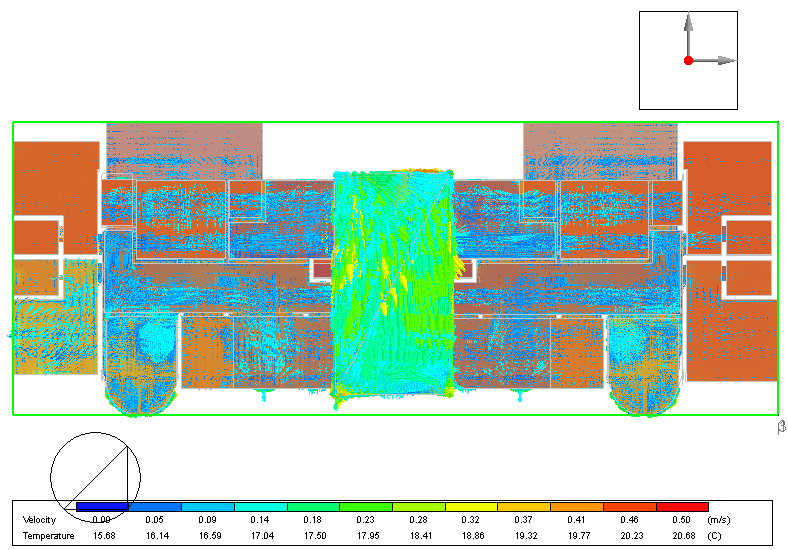 β
Velocity 0.00 0.05 0.09 0.14 0.18 0.23 0.28 0.32 0.37 0.41 0.46 0.50 (m/s)
Temperature 15.68 16.14 16.59 17.04 17.50 17.95 18.41 18.86 19.32 19.77 20.23 20.68 (C)